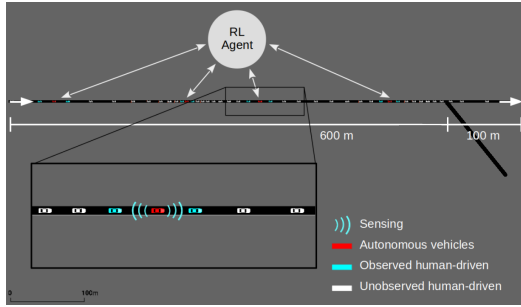 RL
Agent
600 m
100 m
Sensing
Autonomous vehicles
Observed human-driven
Unobserved human-driven
0
100m